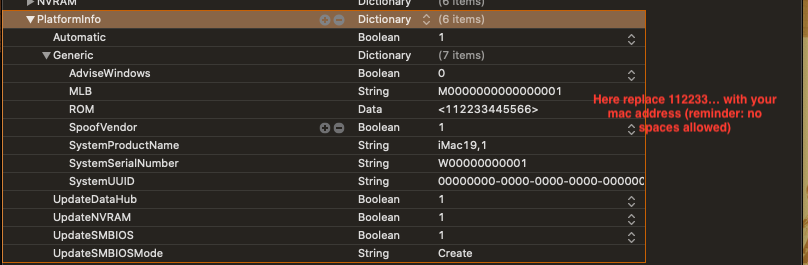 NVRAM Dictionary (6 items)
PlatformInfo Dictionary (6 items)
Automatic Boolean 1
Generic Dictionary (7 items)
AdviseWindows Boolean 0
MLB String M0000000000000001
ROM Data <112233445566>
SpoofVendor Boolean 1
SystemProductName String iMac19,1
SystemSerialNumber String W00000000001
SystemUUID String 00000000-0000-0000-0000-000000
UpdateDataHub Boolean 1
UpdateNVRAM Boolean 1
UpdateSMBIOS Boolean 1
UpdateSMBIOSMode String Create
Here replace 112233... with your
mac address (reminder: no
spaces allowed)